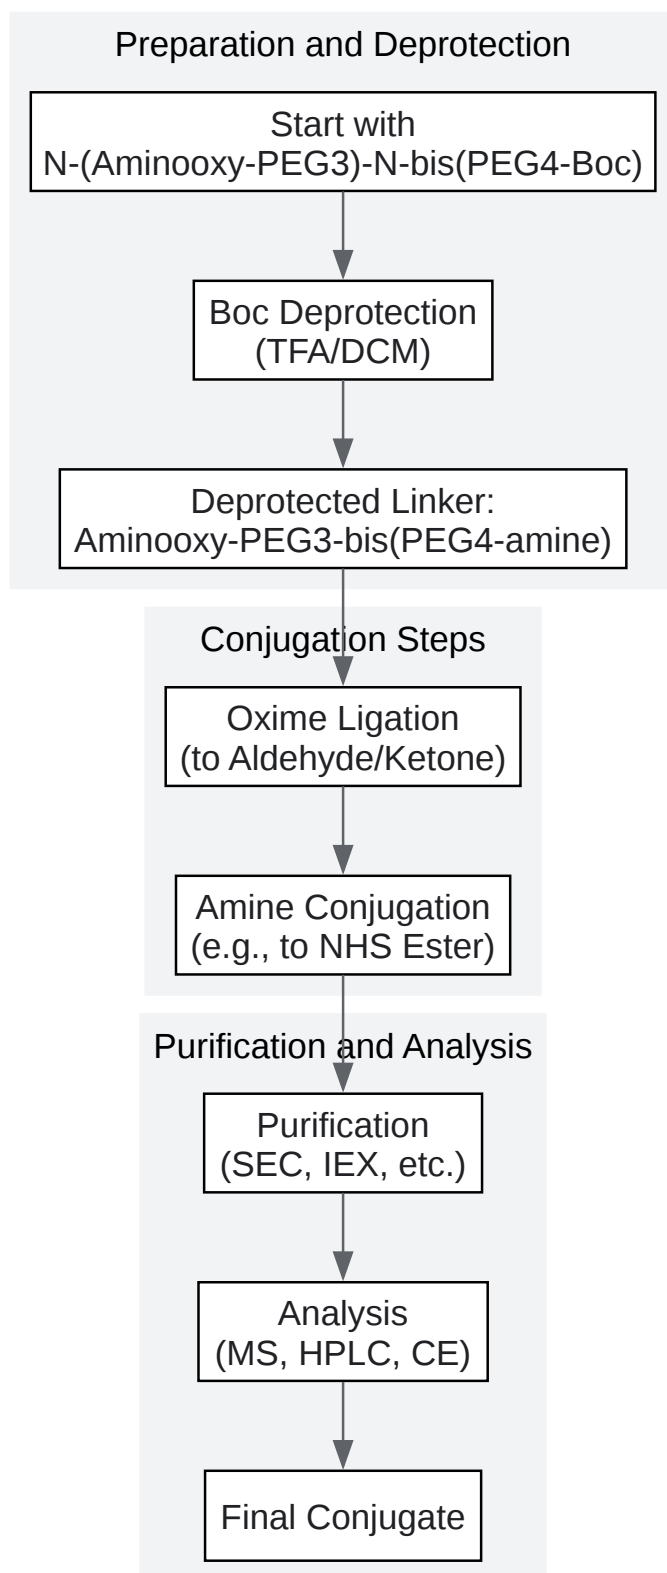 Preparation and Deprotection
Start with
N-(Aminooxy-PEG3)-N-bis(PEG4-Boc)
Boc Deprotection
(TFA/DCM)
Deprotected Linker:
Aminooxy-PEG3-bis(PEG4-amine)
Conjugation Steps
Oxime Ligation
(to Aldehyde/Ketone)
Amine Conjugation
(e.g., to NHS Ester)
Purification and Analysis
Purification
(SEC, IEX, etc.)
Analysis
(MS, HPLC, CE)
Final Conjugate